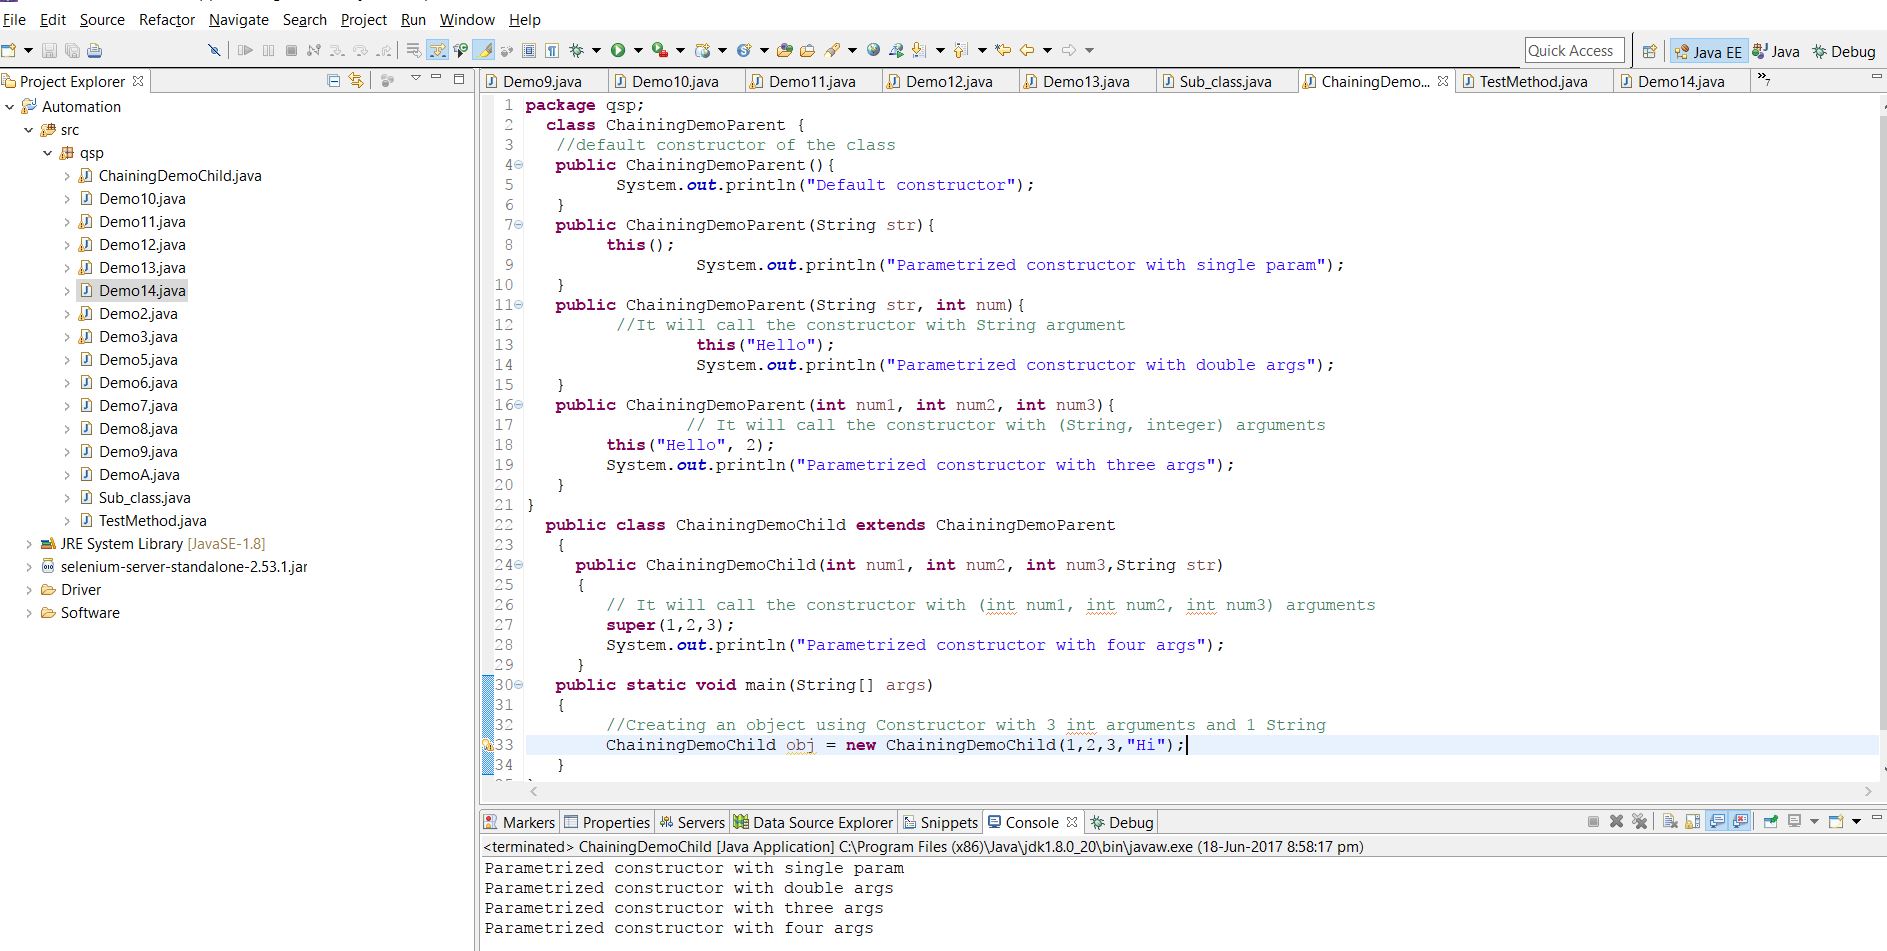 File Edit Source Refactor Navigate Search Project Run Window Help
Quick Access Java EE Java Debug
Project Explorer
Demo9.java Demo10.java Demo11.java Demo12.java Demo13.java Sub_class.java ChainingDemo... TestMethod.java Demo14.java »7
Automation
src
qsp
ChainingDemoChild.java
Demo10.java
Demo11.java
Demo12.java
Demo13.java
Demo14.java
Demo2.java
Demo3.java
Demo5.java
Demo6.java
Demo7.java
Demo8.java
Demo9.java
DemoA.java
Sub_class.java
TestMethod.java
JRE System Library [JavaSE-1.8]
selenium-server-standalone-2.53.1.jar
Driver
Software
1 package qsp;
2 class ChainingDemoParent {
3 //default constructor of the class
4 public ChainingDemoParent(){
5 System.out.println("Default constructor");
6 }
7 public ChainingDemoParent(String str){
8 this();
9 System.out.println("Parametrized constructor with single param");
10 }
11 public ChainingDemoParent(String str, int num){
12 //It will call the constructor with String argument
13 this("Hello");
14 System.out.println("Parametrized constructor with double args");
15 }
16 public ChainingDemoParent(int num1, int num2, int num3){
17 // It will call the constructor with (String, integer) arguments
18 this("Hello", 2);
19 System.out.println("Parametrized constructor with three args");
20 }
21 }
22 public class ChainingDemoChild extends ChainingDemoParent
23 {
24 public ChainingDemoChild(int num1, int num2, int num3,String str)
25 {
26 // It will call the constructor with (int num1, int num2, int num3) arguments
27 super(1,2,3);
28 System.out.println("Parametrized constructor with four args");
29 }
30 public static void main(String[] args)
31 {
32 //Creating an object using Constructor with 3 int arguments and 1 String
33 ChainingDemoChild obj = new ChainingDemoChild(1,2,3,"Hi");
34 }
Markers Properties Servers Data Source Explorer Snippets Console Debug
<terminated> ChainingDemoChild [Java Application] C:\Program Files (x86)\Java\jdk1.8.0_20\bin\javaw.exe (18-Jun-2017 8:58:17 pm)
Parametrized constructor with single param
Parametrized constructor with double args
Parametrized constructor with three args
Parametrized constructor with four args